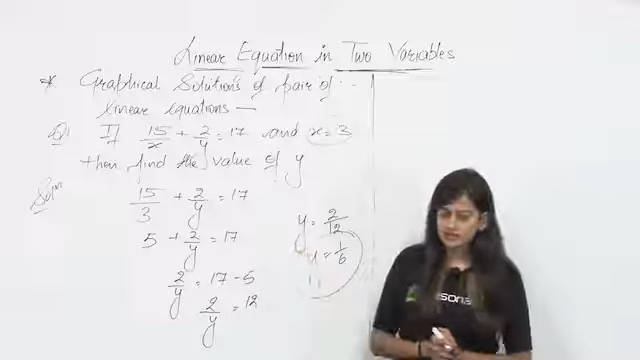 Linear Equation in Two Variables
* Graphical Solutions of pair of
linear equations —
Q. If 15/x + 2/y = 17 and x = 3
then find the value of y
Soln
15/3 + 2/y = 17
5 + 2/y = 17
2/y = 17 - 5
2/y = 12
y = 2/12
y = 1/6